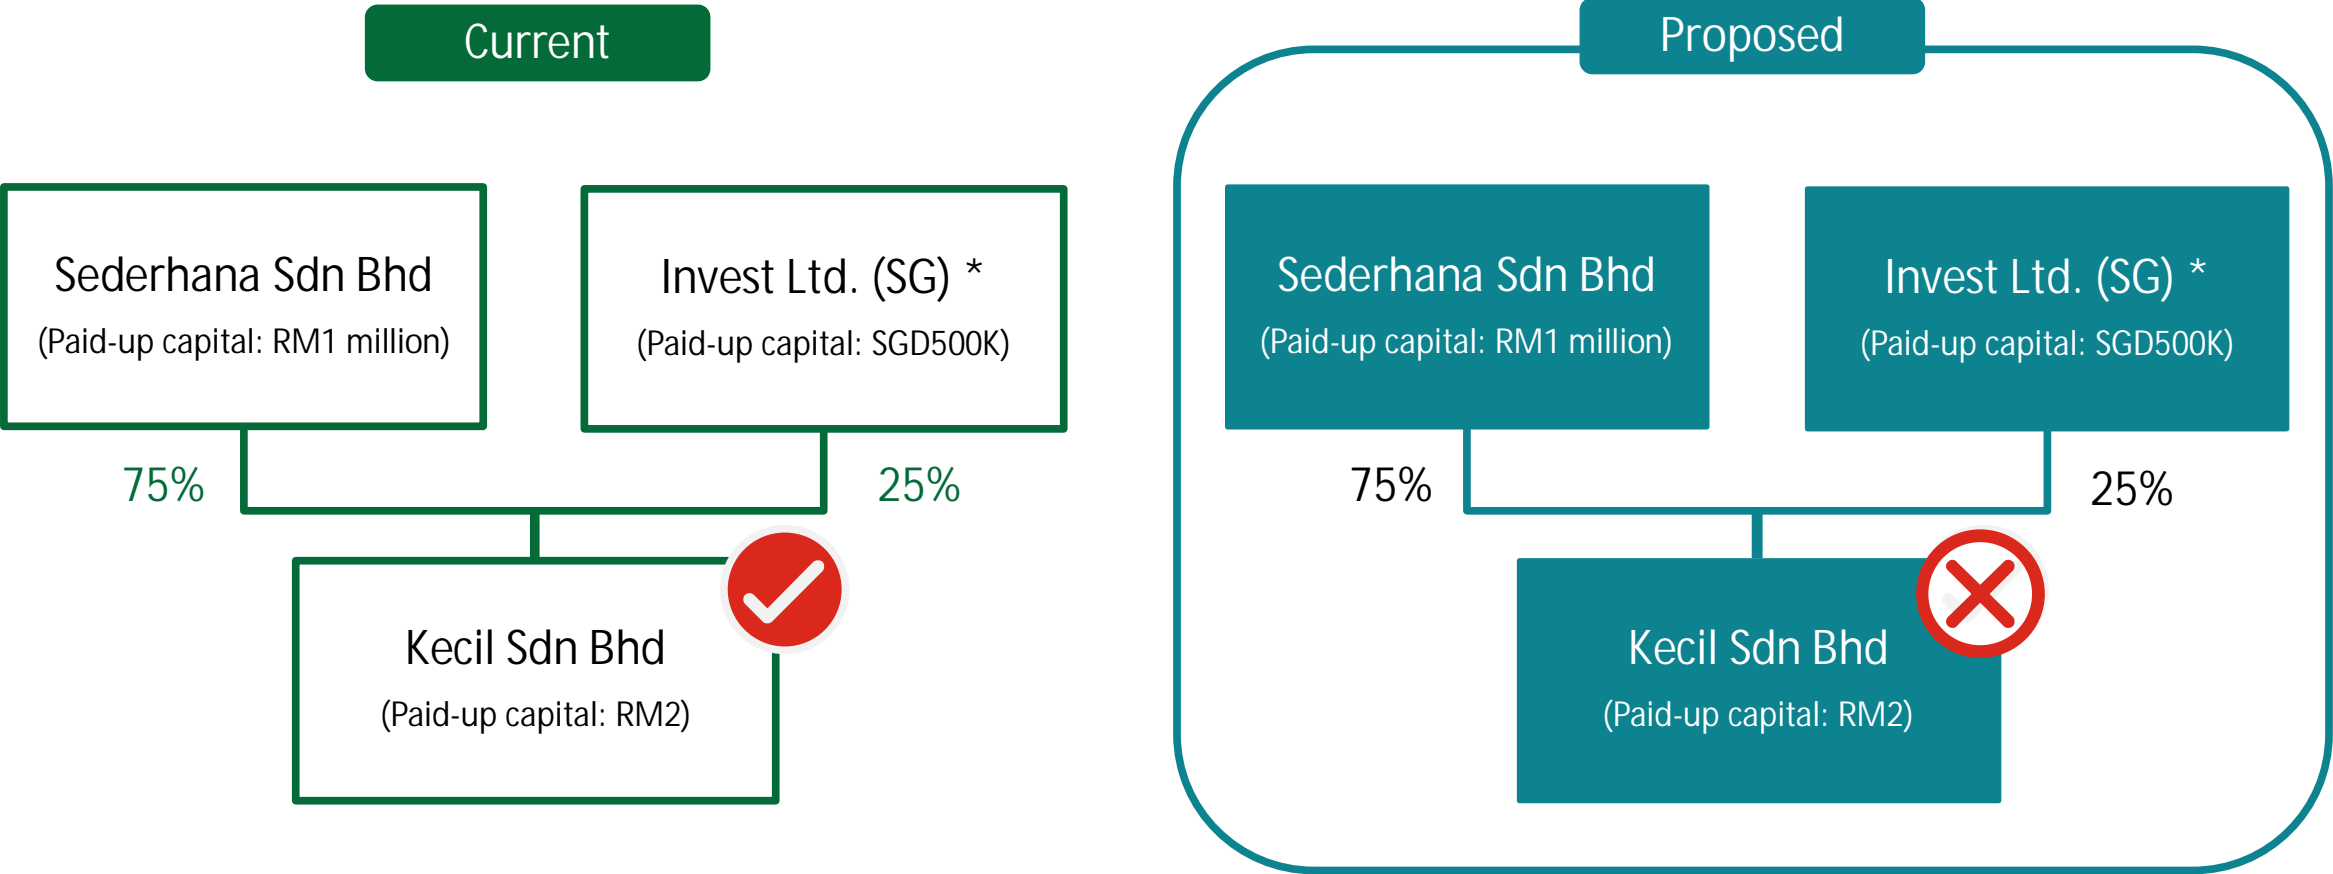 Current
Sederhana Sdn Bhd
(Paid-up capital: RM1 million)
Invest Ltd. (SG) *
(Paid-up capital: SGD500K)
75%
25%
Kecil Sdn Bhd
(Paid-up capital: RM2)
Proposed
Sederhana Sdn Bhd
(Paid-up capital: RM1 million)
Invest Ltd. (SG) *
(Paid-up capital: SGD500K)
75%
25%
Kecil Sdn Bhd
(Paid-up capital: RM2)